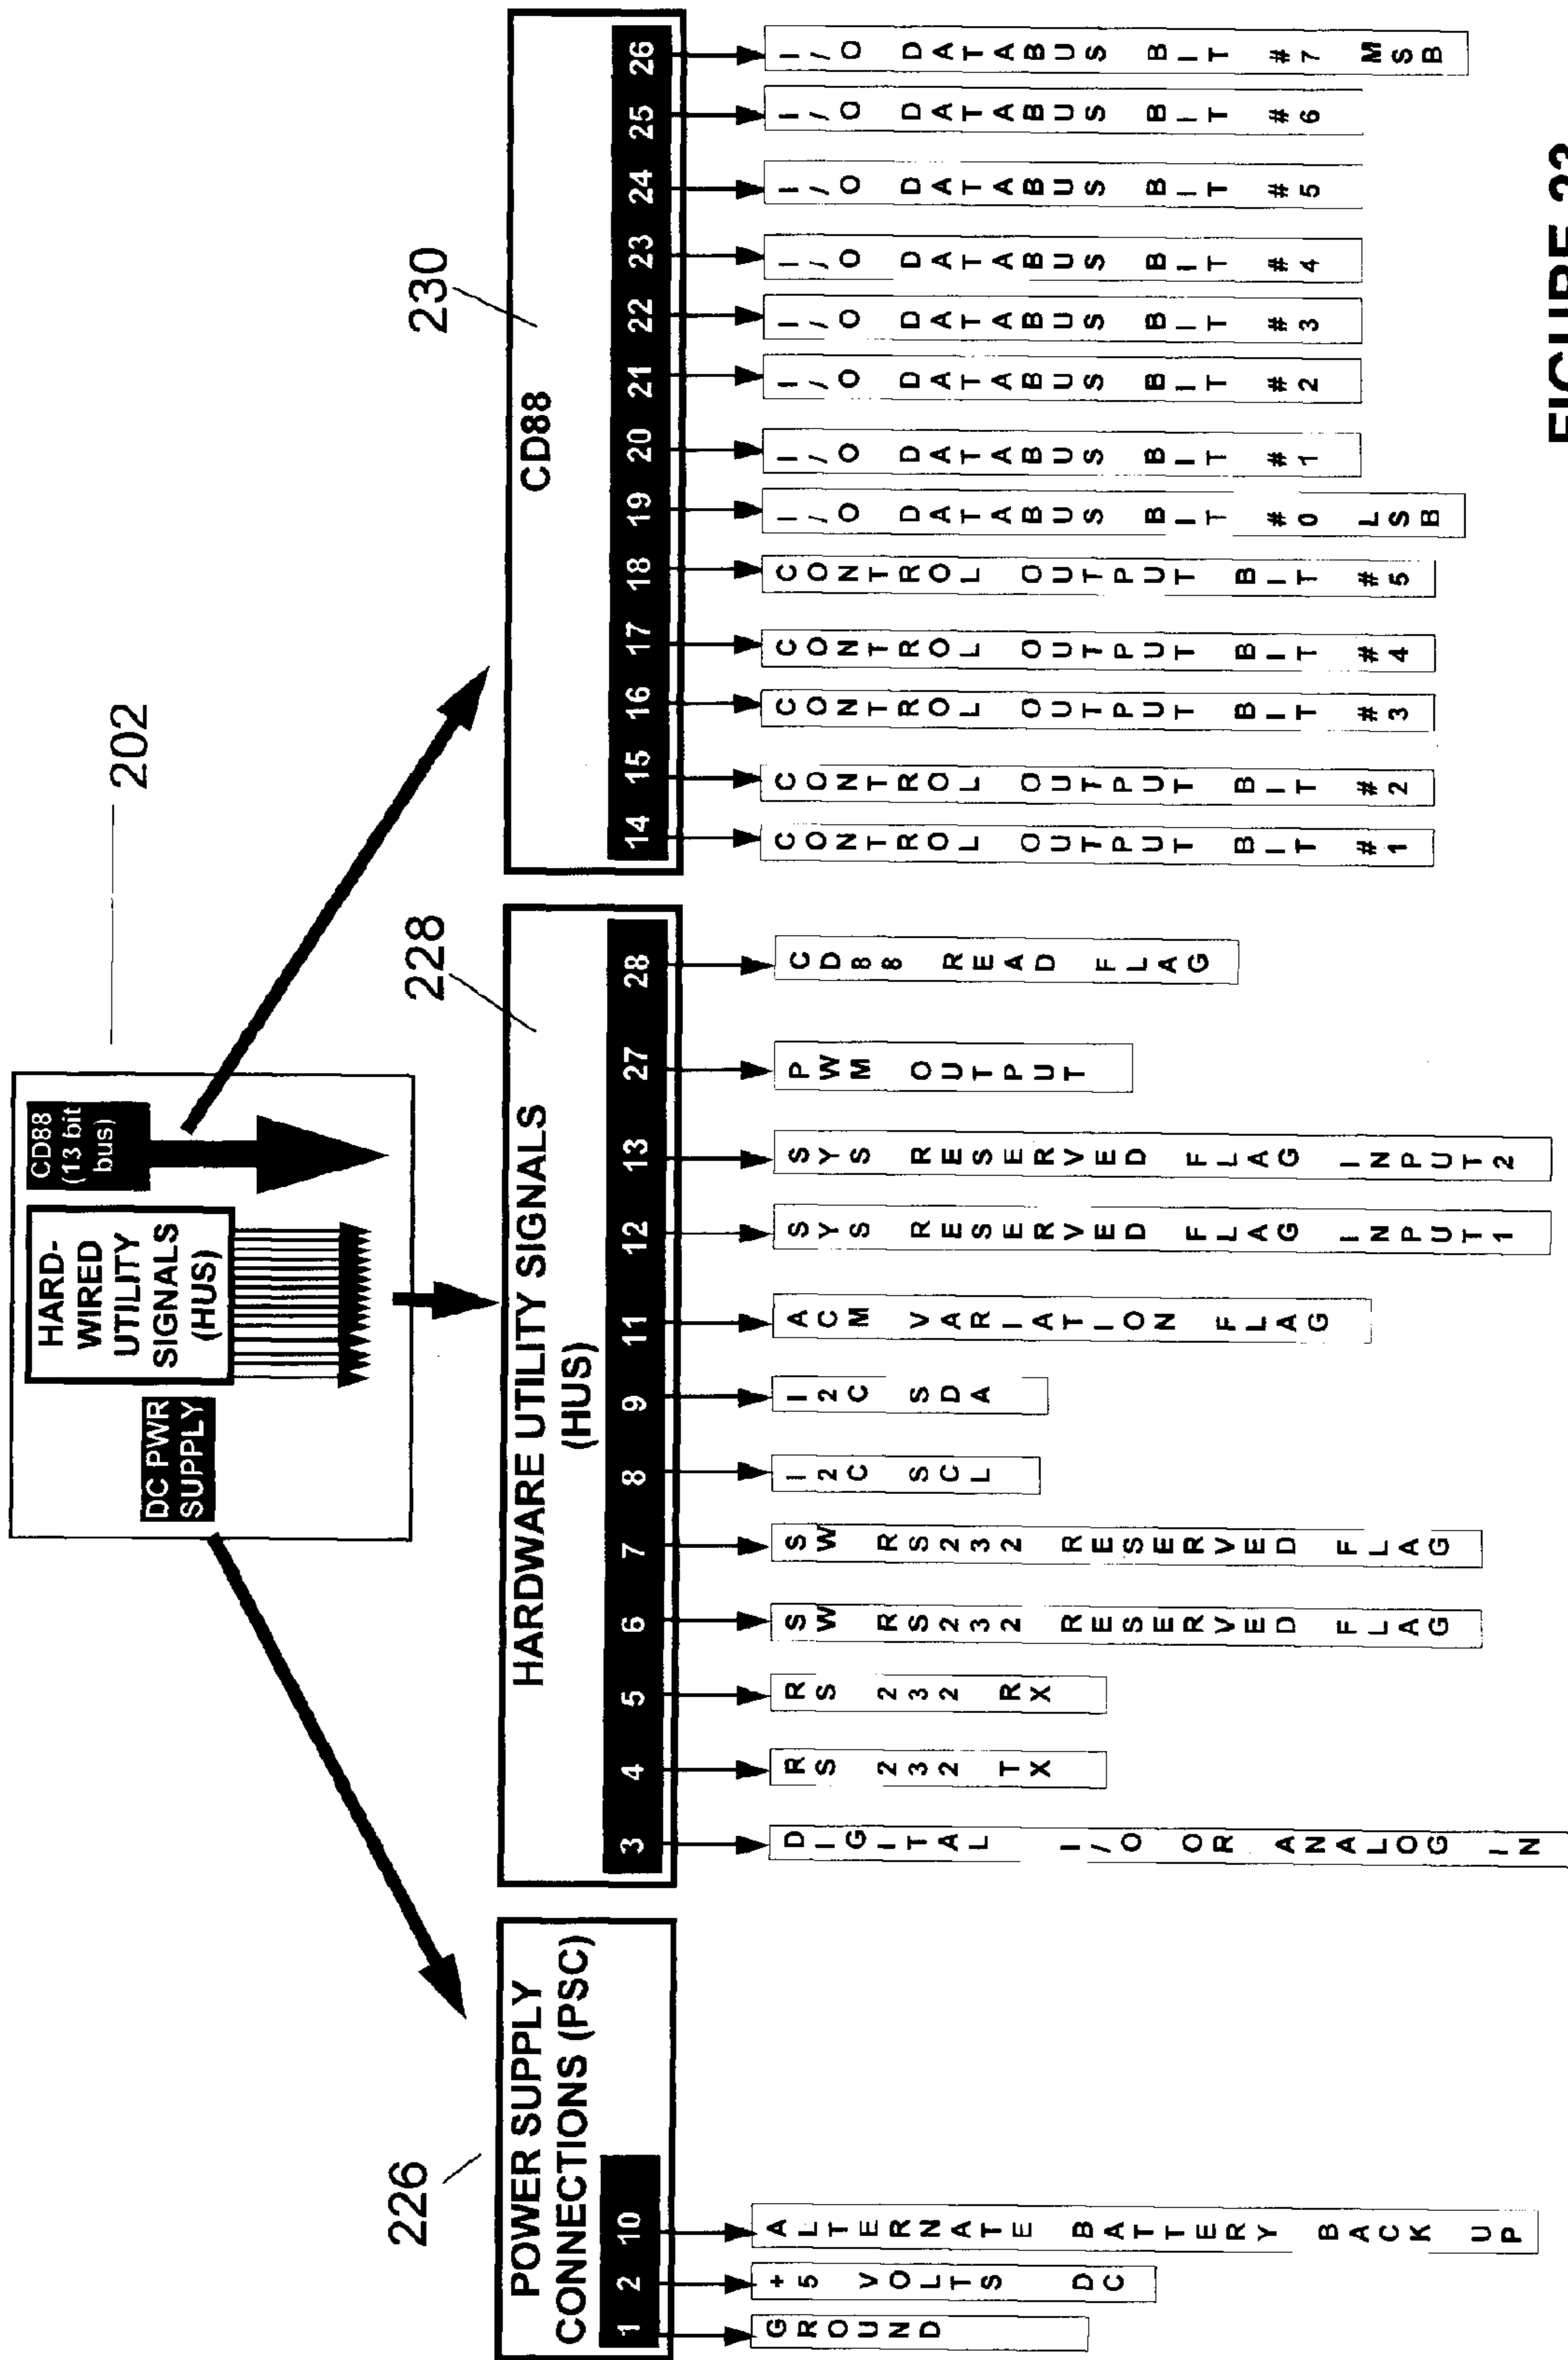 202
HARD-
WIRED
UTILITY
SIGNALS
(HUS)
CD88
(13 bit
bus)
DC PWR
SUPPLY
226
POWER SUPPLY
CONNECTIONS (PSC)
1 2 10
GROUND
+5 VOLTS DC
ALTERNATE BATTERY BACK UP
228
HARDWARE UTILITY SIGNALS
(HUS)
3 4 5 6 7 8 9 11 12 13 27 28
DIGITAL I/O OR ANALOG IN
RS 232 TX
RS 232 RX
SW RS232 RESERVED FLAG
SW RS232 RESERVED FLAG
I2C SCL
I2C SDA
ACM VARIATION FLAG
SYS RESERVED FLAG INPUT1
SYS RESERVED FLAG INPUT2
PWM OUTPUT
CD88 READ FLAG
230
CD88
14 15 16 17 18 19 20 21 22 23 24 25 26
CONTROL OUTPUT BIT #1
CONTROL OUTPUT BIT #2
CONTROL OUTPUT BIT #3
CONTROL OUTPUT BIT #4
CONTROL OUTPUT BIT #5
I/O DATABUS BIT #0 LSB
I/O DATABUS BIT #1
I/O DATABUS BIT #2
I/O DATABUS BIT #3
I/O DATABUS BIT #4
I/O DATABUS BIT #5
I/O DATABUS BIT #6
I/O DATABUS BIT #7 MSB
FIGURE